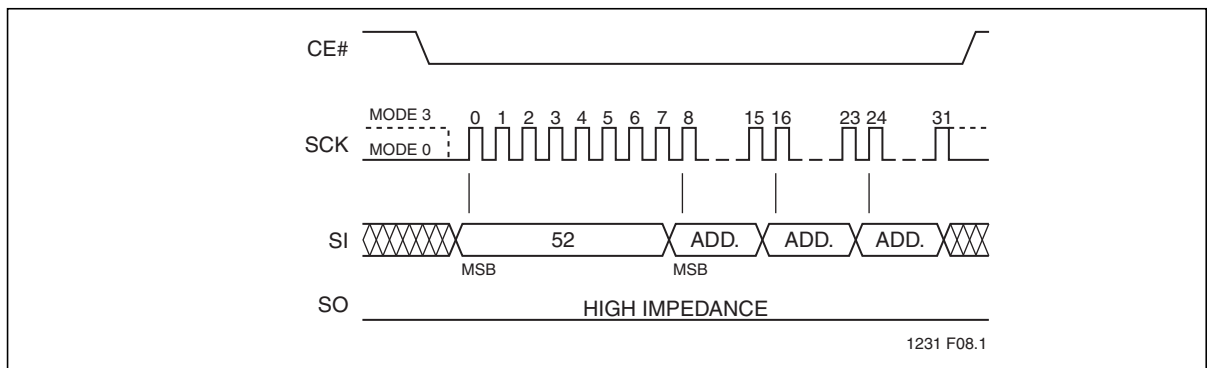 CE#
MODE 3 0 1 2 3 4 5 6 7 8 15 16 23 24 31
SCK MODE 0
SI 52 ADD. ADD. ADD.
MSB MSB
SO HIGH IMPEDANCE
1231 F08.1